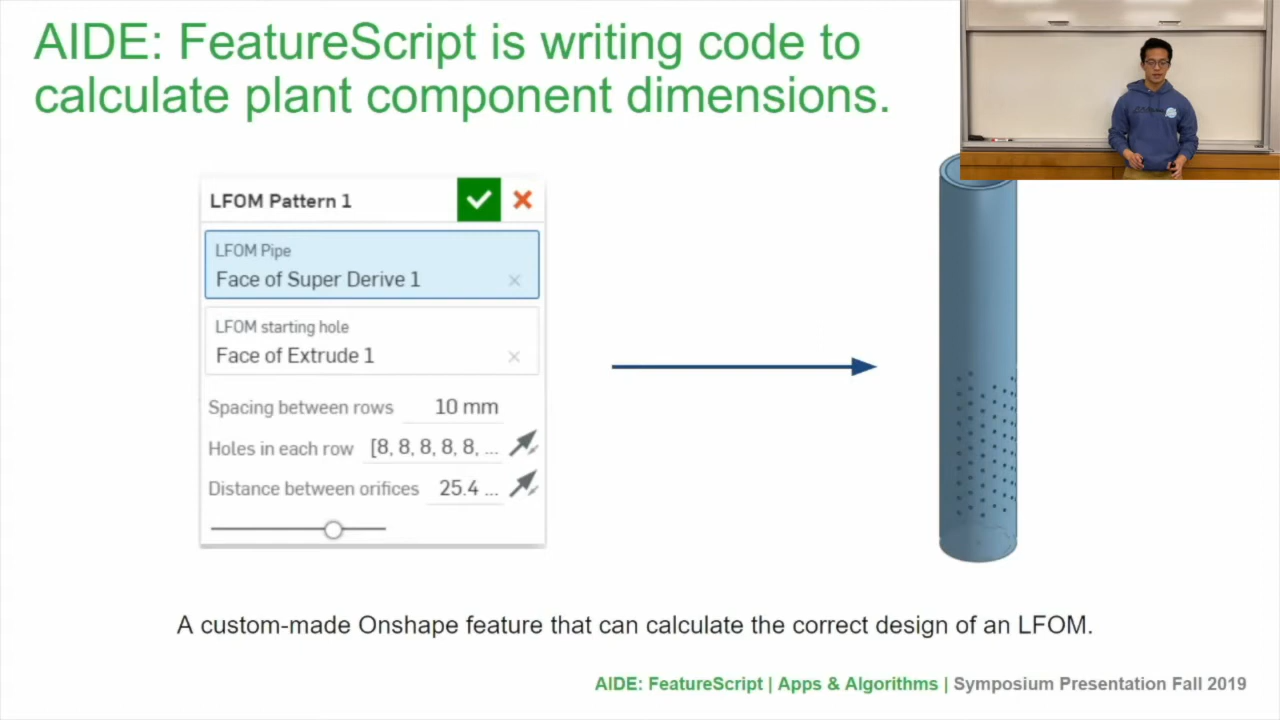 AIDE: FeatureScript is writing code to
calculate plant component dimensions.
LFOM Pattern 1
LFOM Pipe
Face of Super Derive 1
LFOM starting hole
Face of Extrude 1
Spacing between rows 10 mm
Holes in each row [8, 8, 8, 8, 8, ...
Distance between orifices 25.4 ...
A custom-made Onshape feature that can calculate the correct design of an LFOM.
AIDE: FeatureScript | Apps & Algorithms | Symposium Presentation Fall 2019